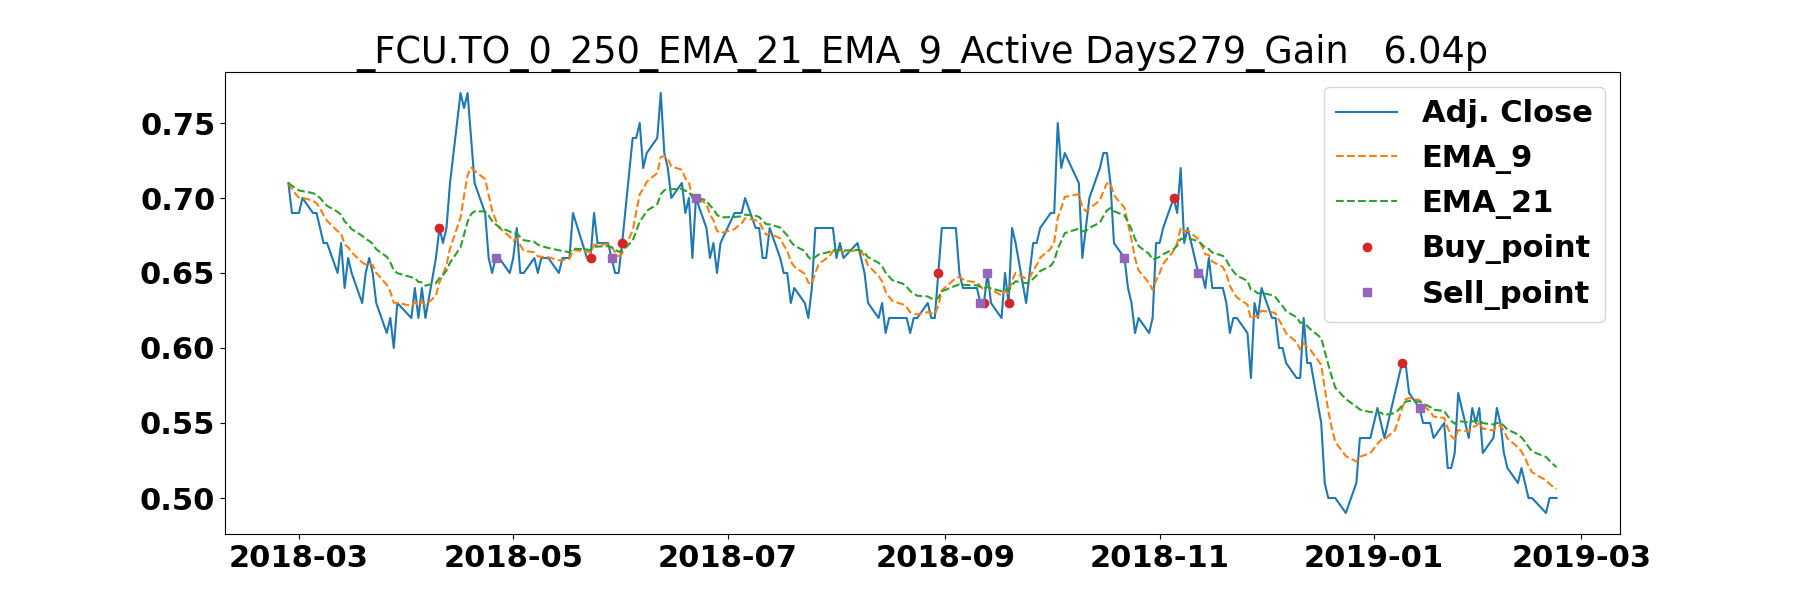 _FCU.TO_0_250_EMA_21_EMA_9_Active Days279_Gain   6.04p
Adj. Close
EMA_9
EMA_21
Buy_point
Sell_point
0.75
0.70
0.65
0.60
0.55
0.50
2018-03 2018-05 2018-07 2018-09 2018-11 2019-01 2019-03